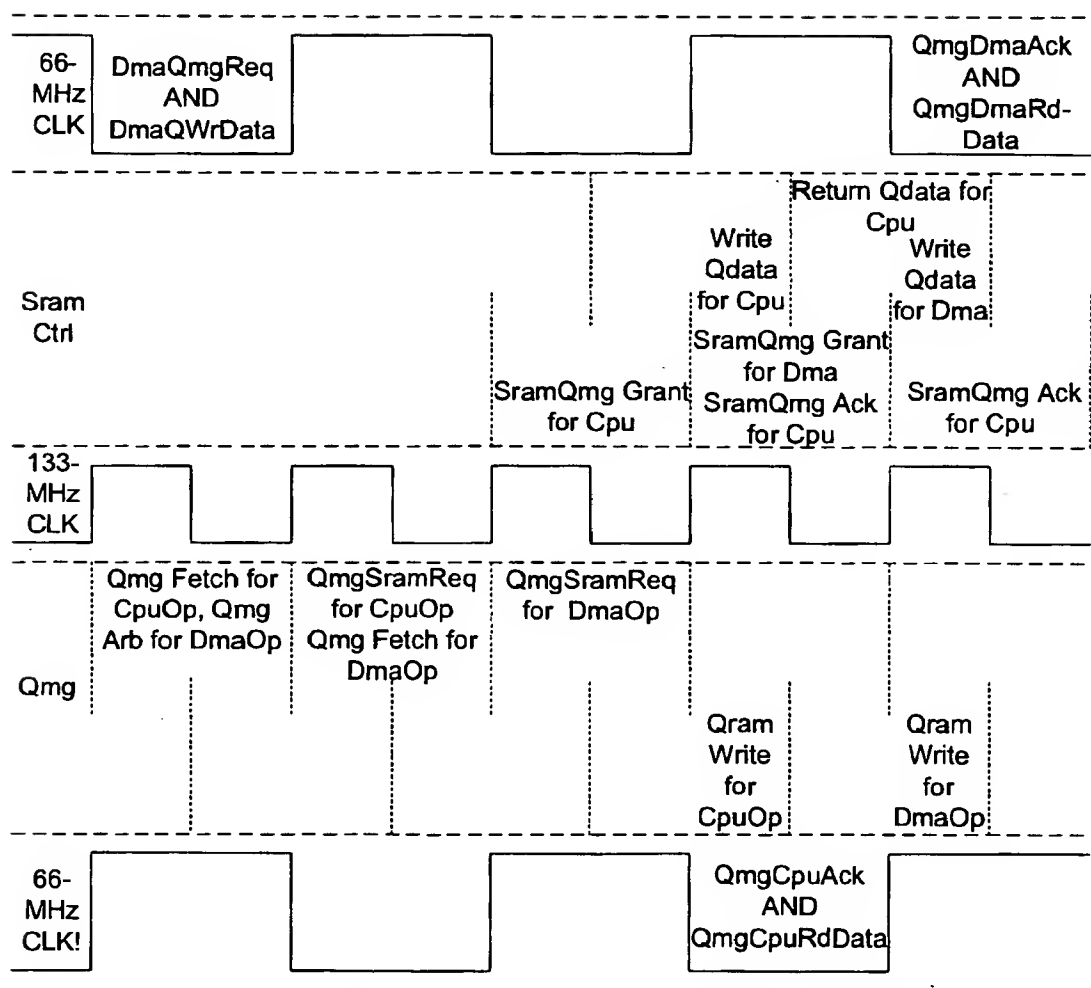 66-
MHz
CLK
DmaQmgReq
AND
DmaQWrData
QmgDmaAck
AND
QmgDmaRd-
Data
Sram
Ctrl
Return Qdata for
Cpu
Write
Qdata
for Cpu
Write
Qdata
for Dma
SramQmg Grant
for Cpu
SramQmg Grant
for Dma
SramQmg Ack
for Cpu
SramQmg Ack
for Cpu
133-
MHz
CLK
Qmg
Qmg Fetch for
CpuOp, Qmg
Arb for DmaOp
QmgSramReq
for CpuOp
Qmg Fetch for
DmaOp
QmgSramReq
for DmaOp
Qram
Write
for
CpuOp
Qram
Write
for
DmaOp
66-
MHz
CLK!
QmgCpuAck
AND
QmgCpuRdData